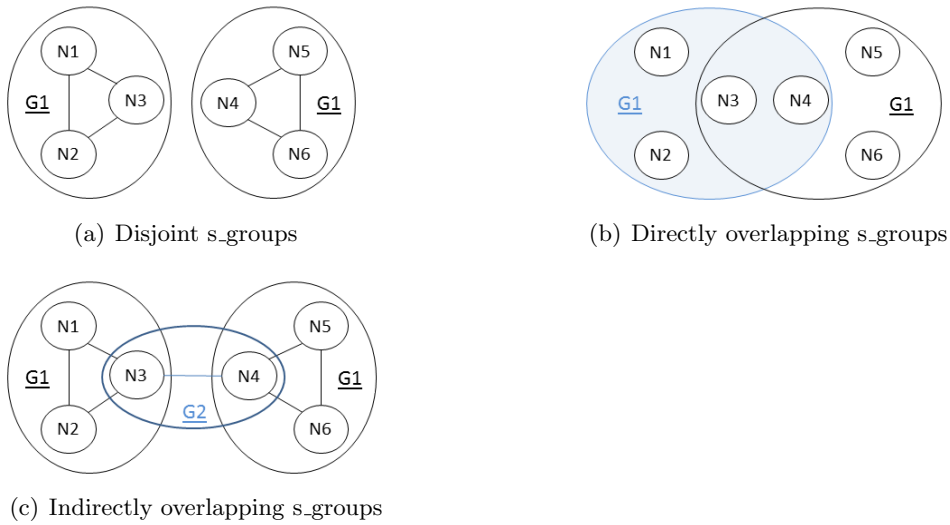 N1
G1
N3
N2
N5
N4
G1
N6
(a) Disjoint s_groups
N1
G1
N3
N4
N2
N5
G1
N6
(b) Directly overlapping s_groups
N1
G1
N3
N2
G2
N5
N4
G1
N6
(c) Indirectly overlapping s_groups